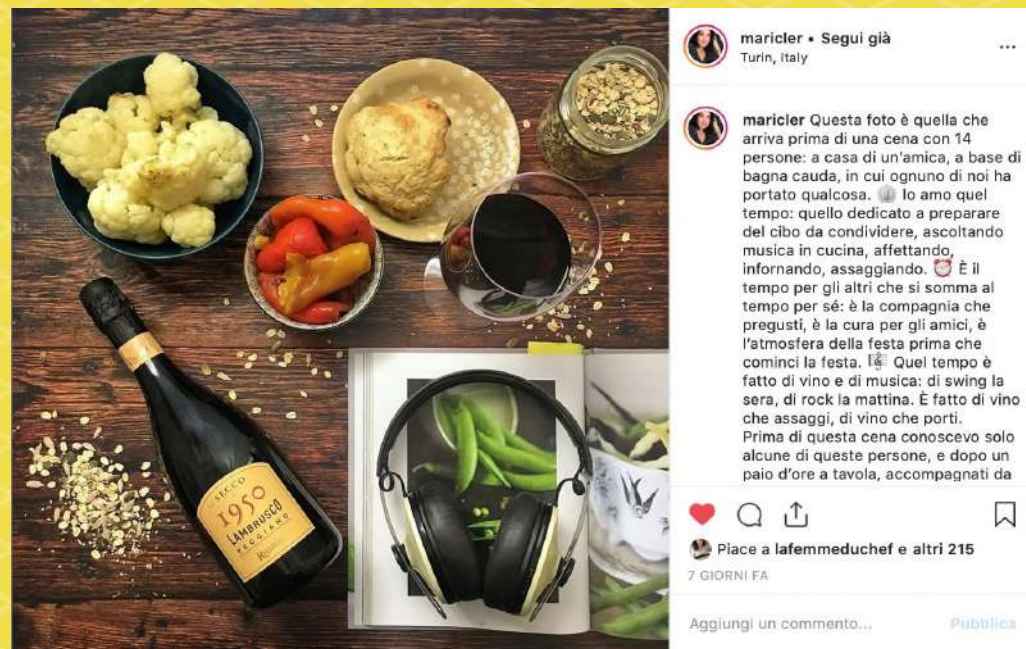 maricler • Segui già
Turin, Italy
maricler Questa foto è quella che
arriva prima di una cena con 14
persone: a casa di un'amica, a base di
bagna cauda, in cui ognuno di noi ha
portato qualcosa. Io amo quel
tempo: quello dedicato a preparare
del cibo da condividere, ascoltando
musica in cucina, affettando,
infornando, assaggiando. ⏰ È il
tempo per gli altri che si somma al
tempo per sé: è la compagnia che
pregusti, è la cura per gli amici, è
l'atmosfera della festa prima che
cominci la festa. 🎼 Quel tempo è
fatto di vino e di musica: di swing la
sera, di rock la mattina. È fatto di vino
che assaggi, di vino che porti.
Prima di questa cena conoscevo solo
alcune di queste persone, e dopo un
paio d'ore a tavola, accompagnati da
Piace a lafemmeduchef e altri 215
7 GIORNI FA
Aggiungi un commento... Pubblica
SECCO
1950
LAMBRUSCO
REGGIANO